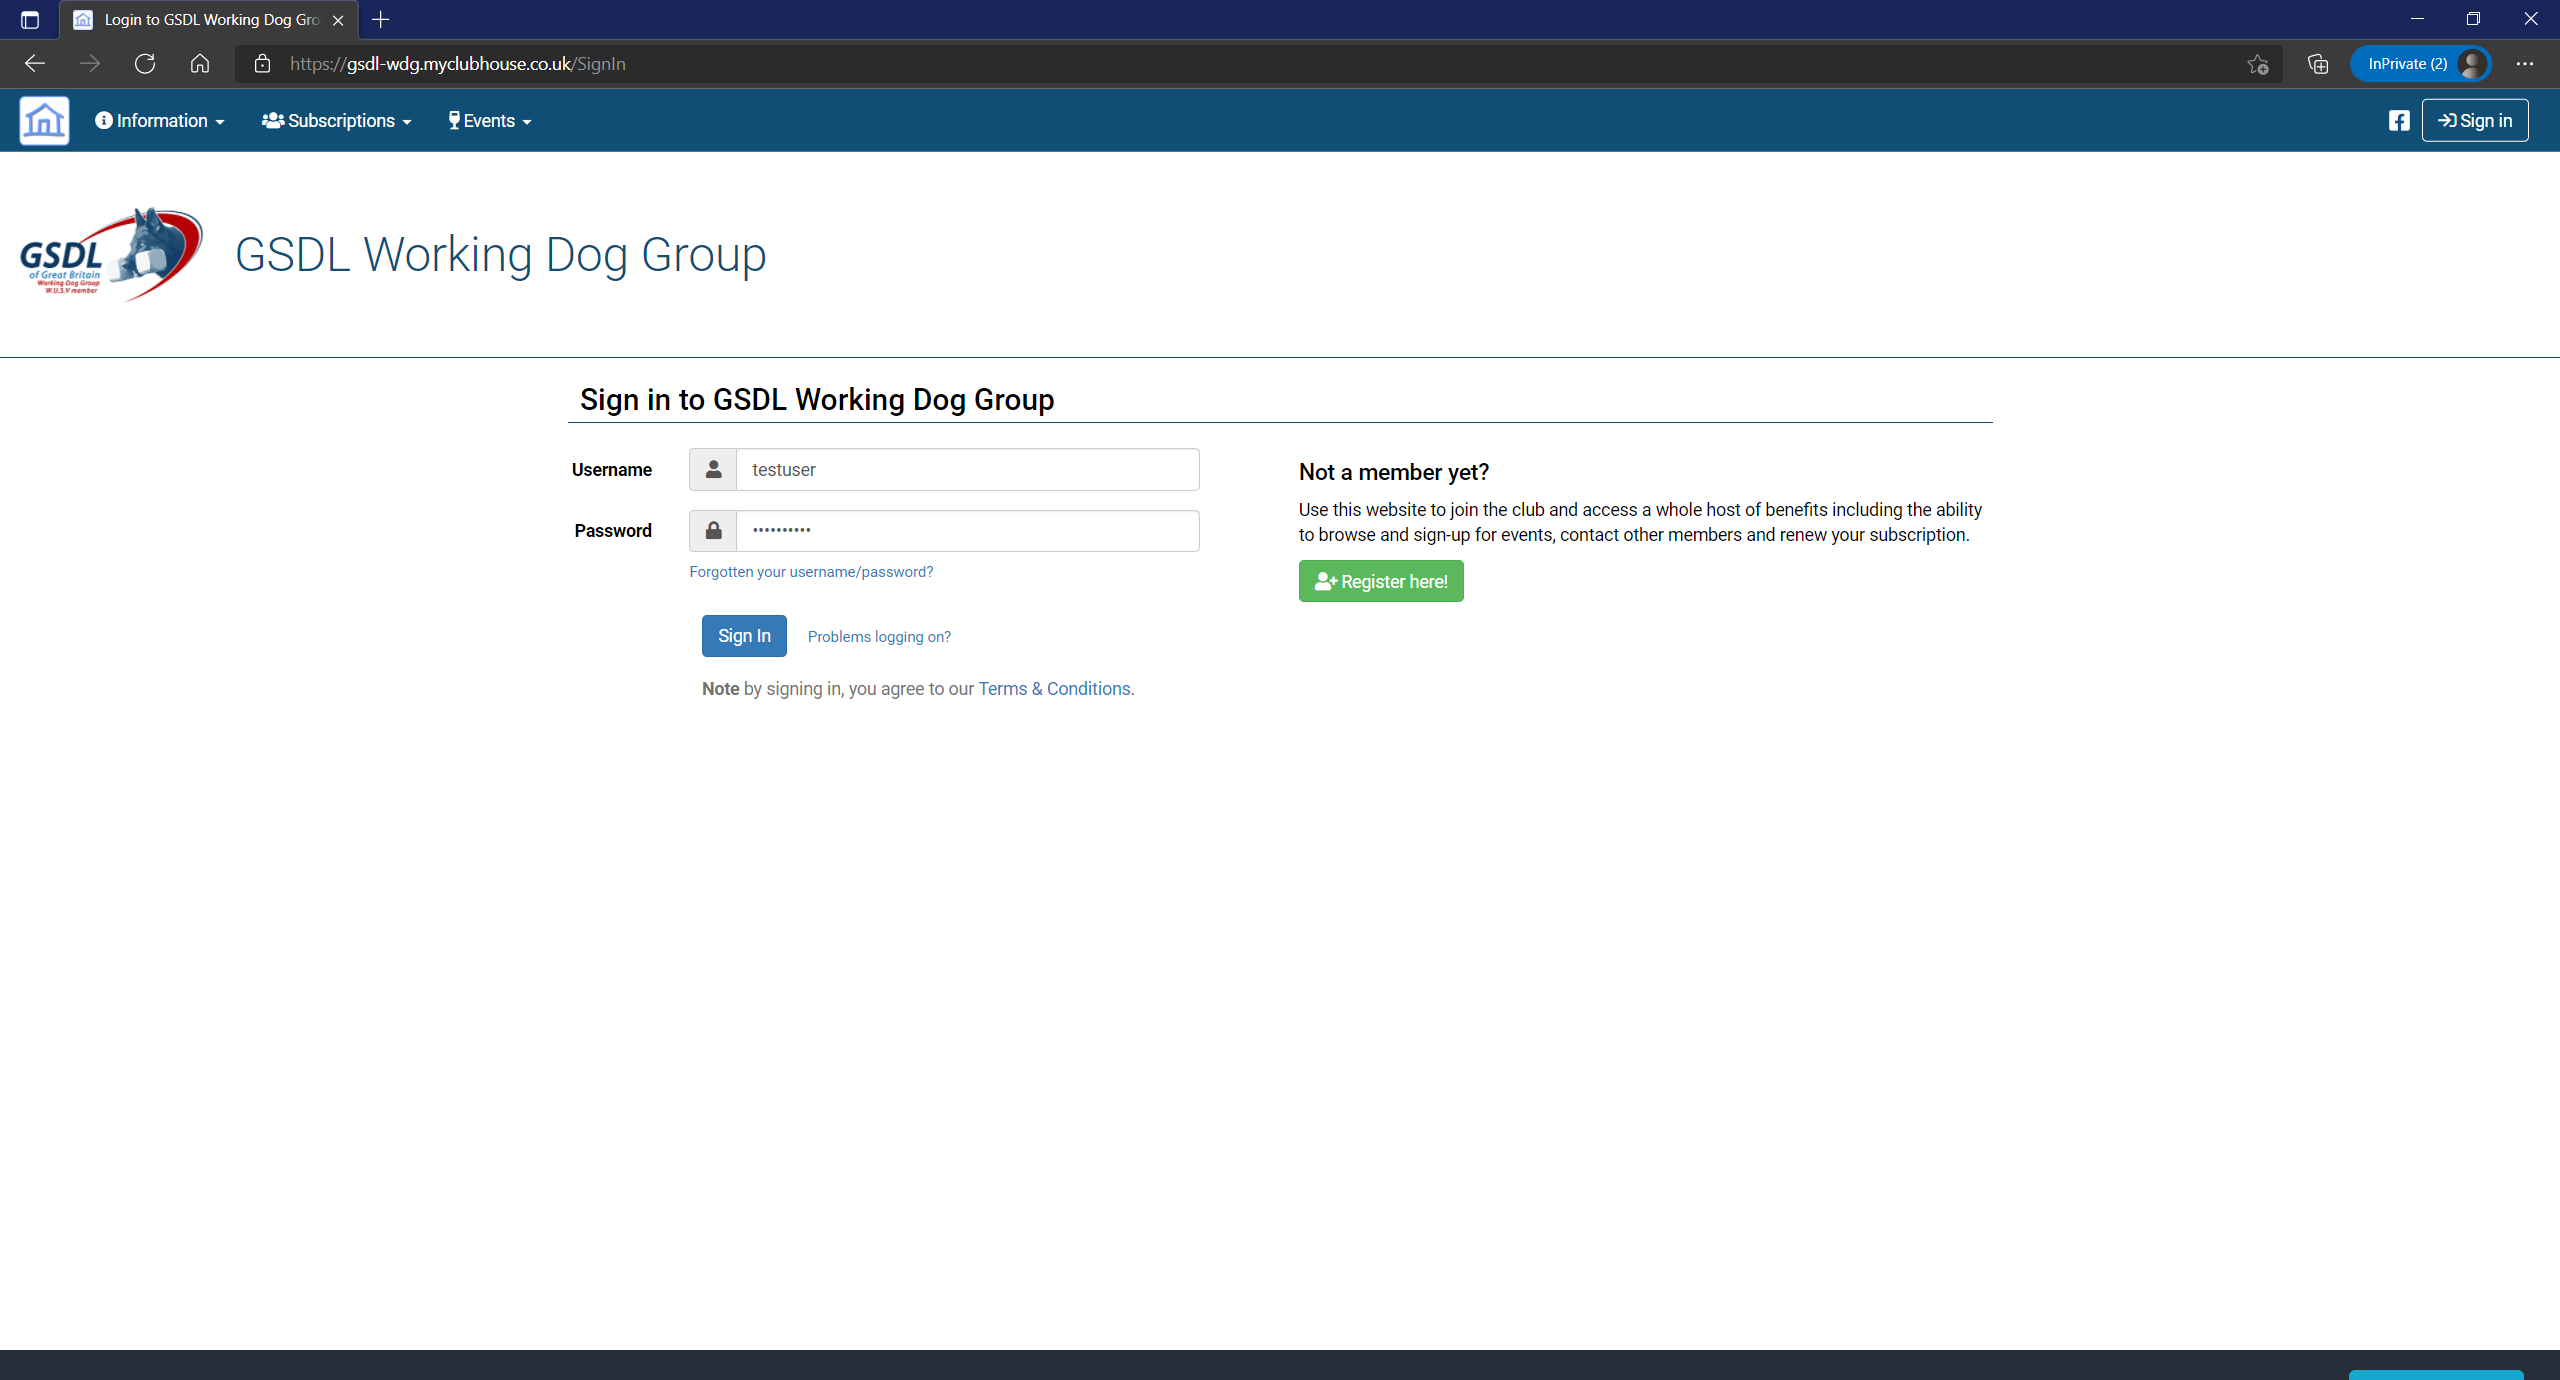 Login to GSDL Working Dog Gro
https://gsdl-wdg.myclubhouse.co.uk/SignIn
InPrivate (2)
Information
Subscriptions
Events
Sign in
GSDL
of Great Britain
Working Dog Group
W.U.S.V member
GSDL Working Dog Group
Sign in to GSDL Working Dog Group
Username
testuser
Password
Forgotten your username/password?
Sign In
Problems logging on?
Note by signing in, you agree to our Terms & Conditions.
Not a member yet?
Use this website to join the club and access a whole host of benefits including the ability
to browse and sign-up for events, contact other members and renew your subscription.
Register here!